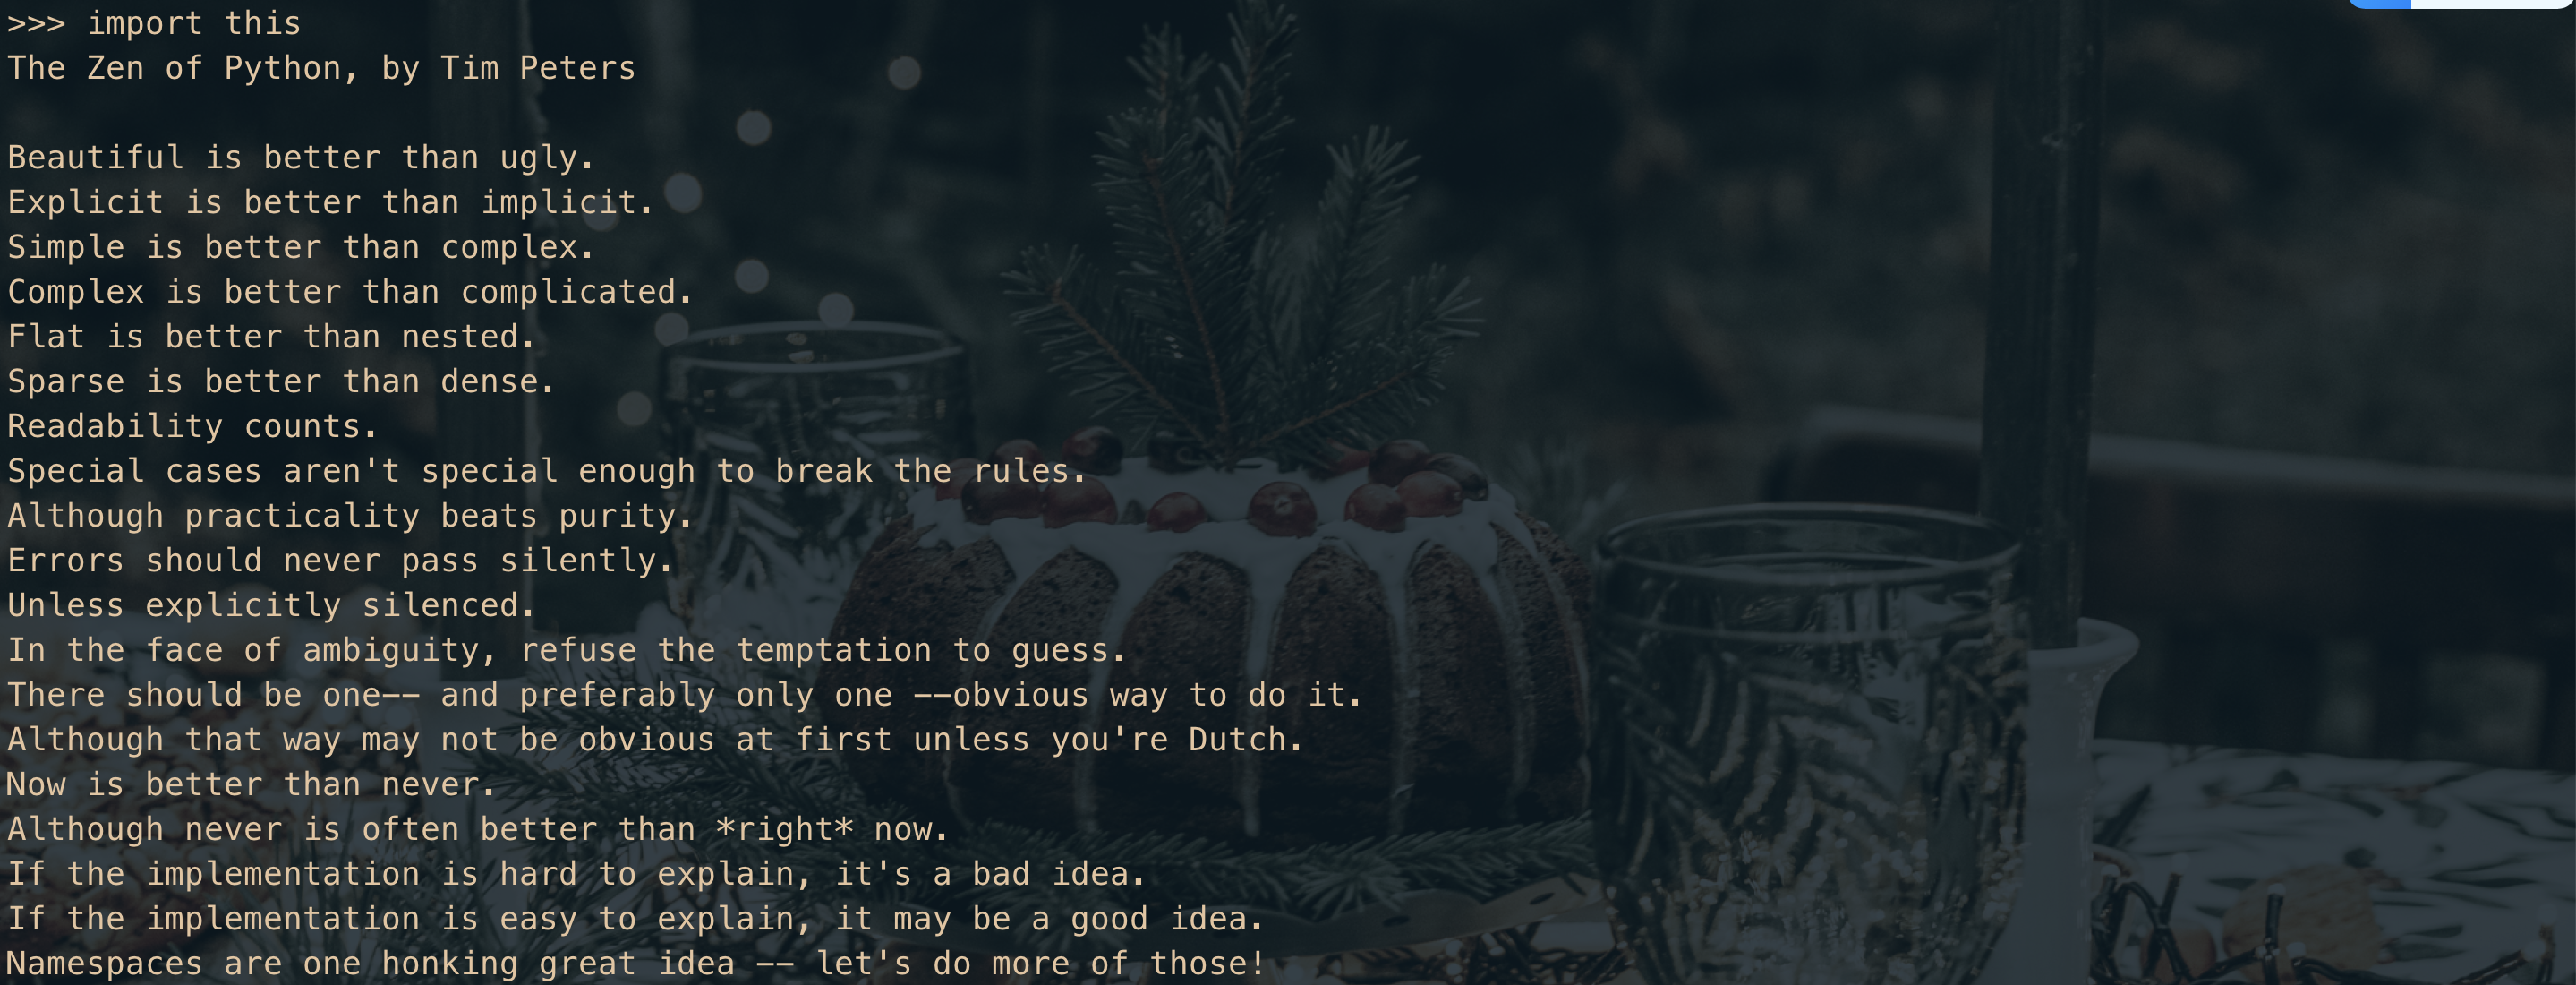 >>> import this
The Zen of Python, by Tim Peters

Beautiful is better than ugly.
Explicit is better than implicit.
Simple is better than complex.
Complex is better than complicated.
Flat is better than nested.
Sparse is better than dense.
Readability counts.
Special cases aren't special enough to break the rules.
Although practicality beats purity.
Errors should never pass silently.
Unless explicitly silenced.
In the face of ambiguity, refuse the temptation to guess.
There should be one-- and preferably only one --obvious way to do it.
Although that way may not be obvious at first unless you're Dutch.
Now is better than never.
Although never is often better than *right* now.
If the implementation is hard to explain, it's a bad idea.
If the implementation is easy to explain, it may be a good idea.
Namespaces are one honking great idea -- let's do more of those!